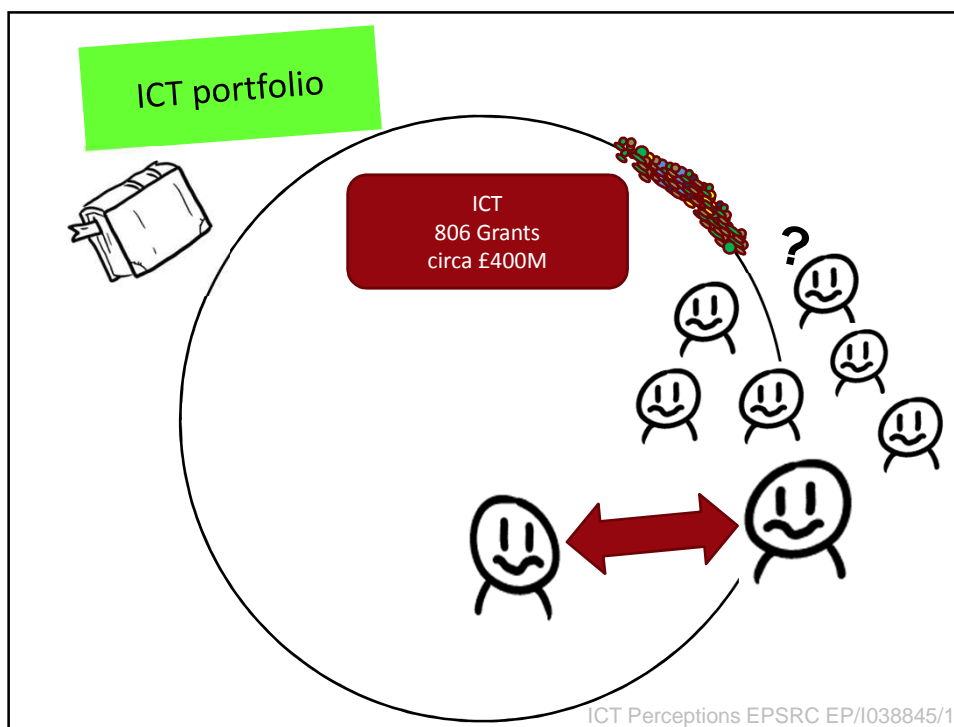 ICT portfolio
ICT
806 Grants
circa £400M
?
ICT Perceptions EPSRC EP/I038845/1